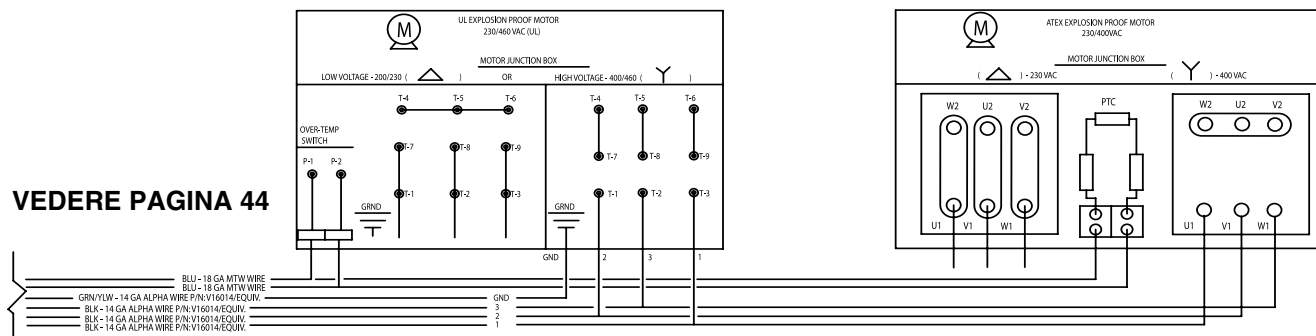 UL EXPLOSION PROOF MOTOR
230/460 VAC (UL)
M
MOTOR JUNCTION BOX
LOW VOLTAGE - 200/230 ( ) OR HIGH VOLTAGE - 400/460 ( )
T-4 T-5 T-6
OVER-TEMP
SWITCH
P-1 P-2
T-7 T-8 T-9
T-1 T-2 T-3
GRND
T-4 T-5 T-6
T-7 T-8 T-9
T-1 T-2 T-3
GRND
GND 2 3 1
ATEX EXPLOSION PROOF MOTOR
230/400VAC
M
MOTOR JUNCTION BOX
( ) - 230 VAC ( ) - 400 VAC
W2 U2 V2
PTC
W2 U2 V2
U1 V1 W1
U1 V1 W1
VEDERE PAGINA 44
BLU - 18 GA MTW WIRE
BLU - 18 GA MTW WIRE
GRN/YLW - 14 GA ALPHA WIRE P/N: V16014/EQUIV. GND
BLK - 14 GA ALPHA WIRE P/N: V16014/EQUIV. 3
BLK - 14 GA ALPHA WIRE P/N: V16014/EQUIV. 2
BLK - 14 GA ALPHA WIRE P/N: V16014/EQUIV. 1